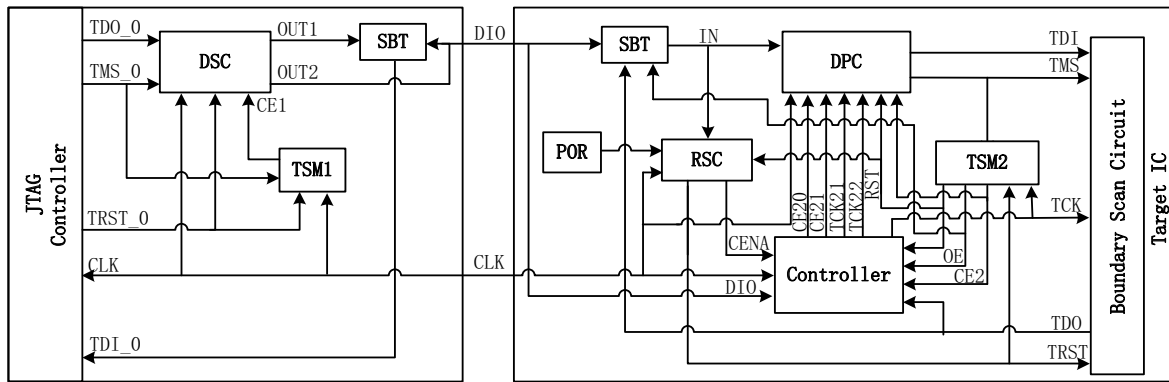 TDO_0
OUT1
SBT
DIO
SBT
IN
TDI
DSC
DPC
TMS_0
OUT2
TMS
CE1
POR
RSC
TSM1
TSM2
JTAG
Controller
CE20
CE21
TCK21
TCK22
RST
TRST_0
TCK
CENA
OE
CLK
CLK
Controller
CE2
DIO
TDO
TDI_0
TRST
Boundary Scan Circuit
Target IC